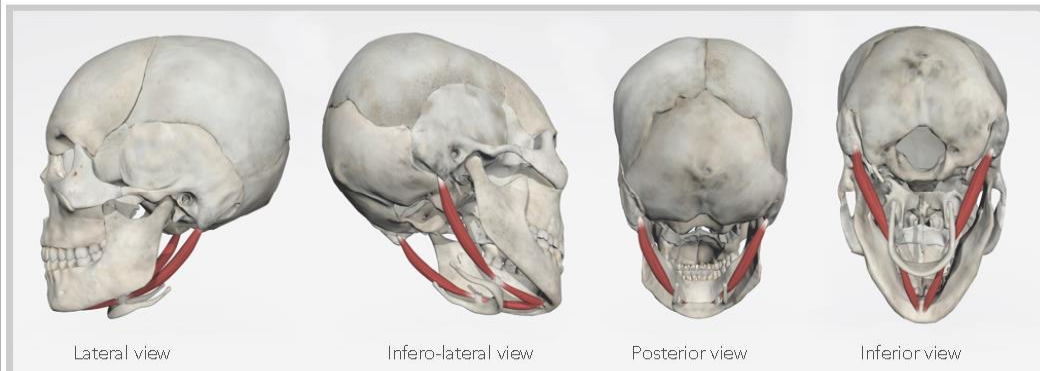 Lateral view
Infero-lateral view
Posterior view
Inferior view